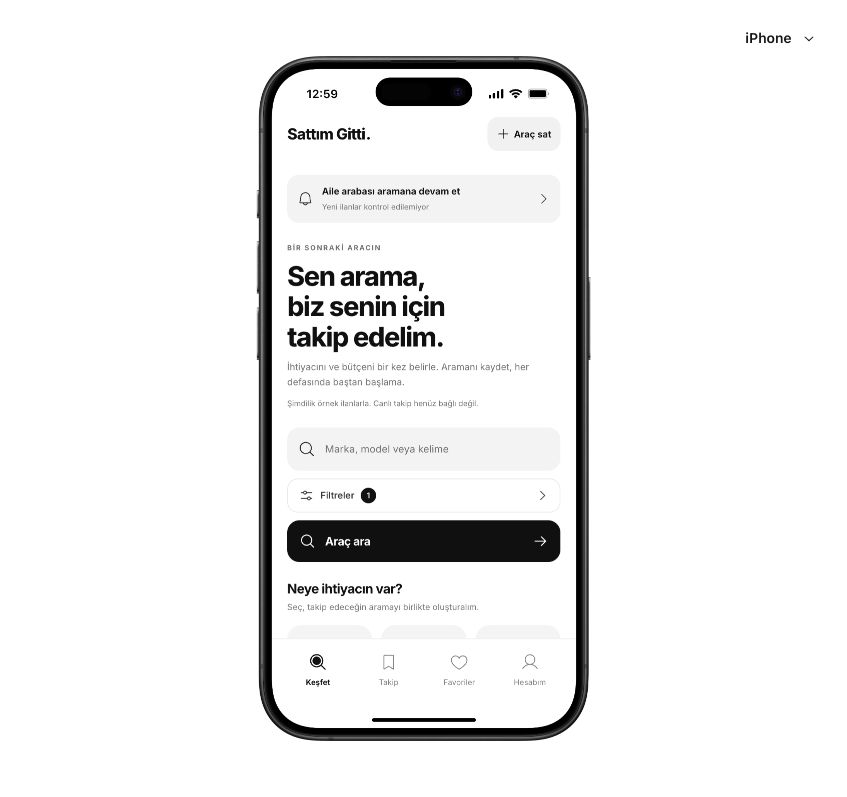 iPhone
12:59
Sattım Gitti.
Araç sat
Aile arabası aramana devam et
Yeni ilanlar kontrol edilemiyor
BİR SONRAKİ ARACIN
Sen arama,
biz senin için
takip edelim.
İhtiyacını ve bütçeni bir kez belirle. Aramanı kaydet, her
defasında baştan başlama.
Şimdilik örnek ilanlarla. Canlı takip henüz bağlı değil.
Marka, model veya kelime
Filtreler 1
Araç ara
Neye ihtiyacın var?
Seç, takip edeceğin aramayı birlikte oluşturalım.
Keşfet Takip Favoriler Hesabım